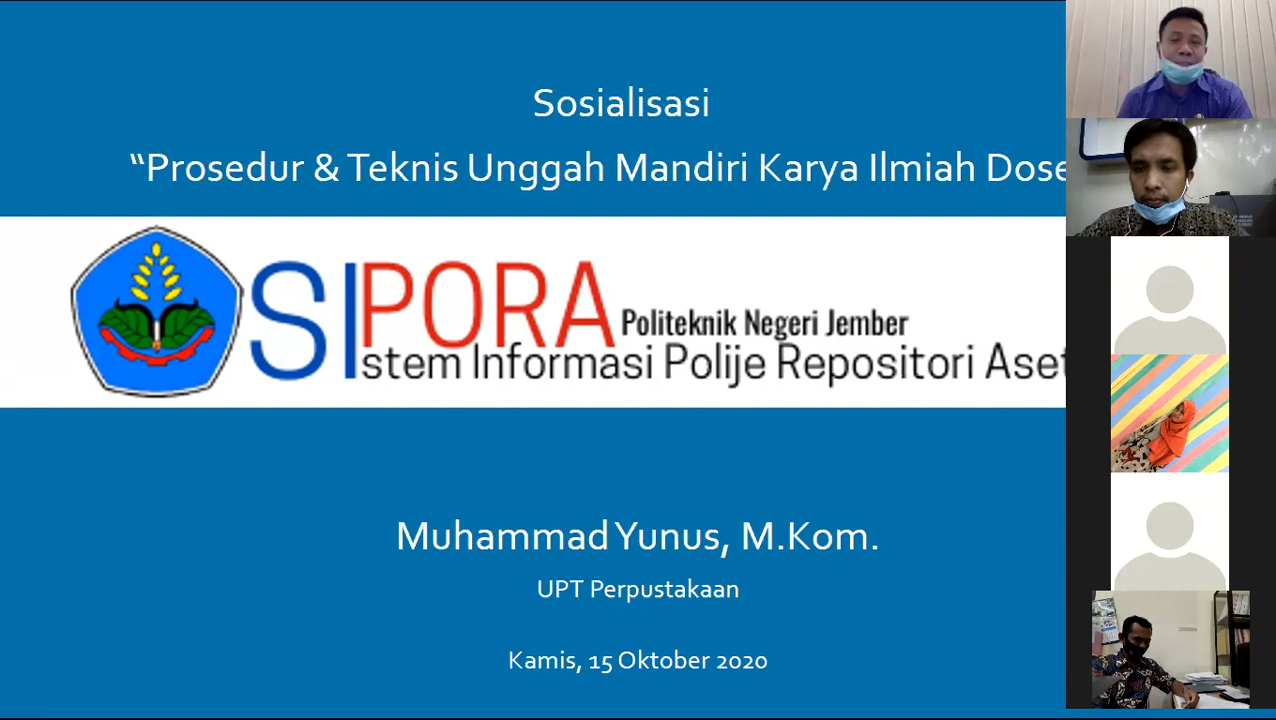 Sosialisasi
“Prosedur & Teknis Unggah Mandiri Karya Ilmiah Dose
SIPORA Politeknik Negeri Jember
stem Informasi Polije Repositori Aset
Muhammad Yunus, M.Kom.
UPT Perpustakaan
Kamis, 15 Oktober 2020